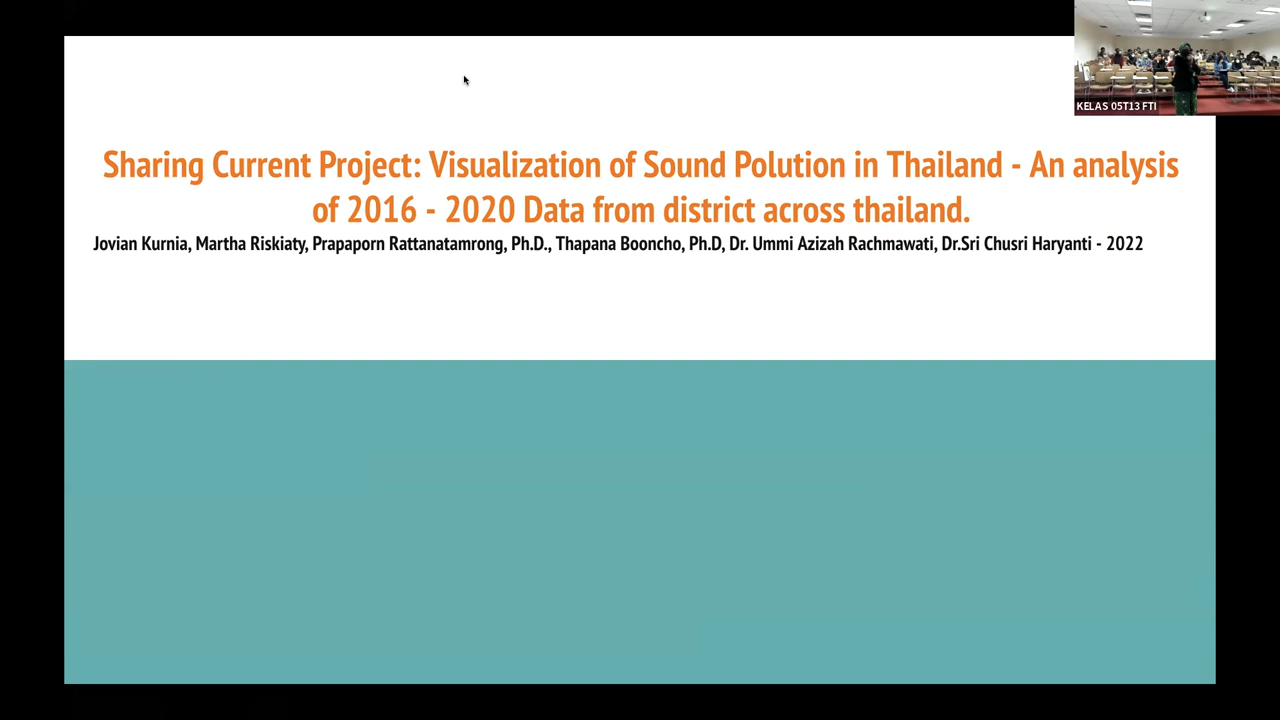 Sharing Current Project: Visualization of Sound Polution in Thailand - An analysis
of 2016 - 2020 Data from district across thailand.
Jovian Kurnia, Martha Riskiaty, Prapaporn Rattanatamrong, Ph.D., Thapana Booncho, Ph.D, Dr. Ummi Azizah Rachmawati, Dr.Sri Chusri Haryanti - 2022
KELAS 05T13 FTI